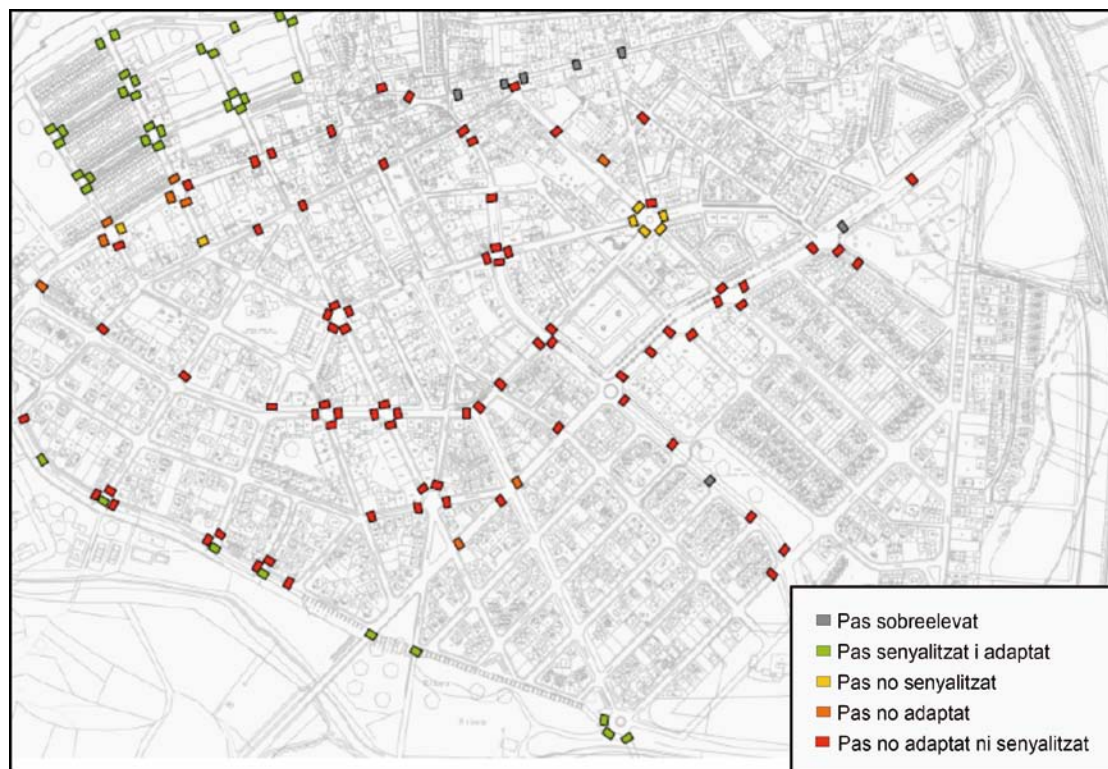 Pas sobreelevat
Pas senyalitzat i adaptat
Pas no senyalitzat
Pas no adaptat
Pas no adaptat ni senyalitzat